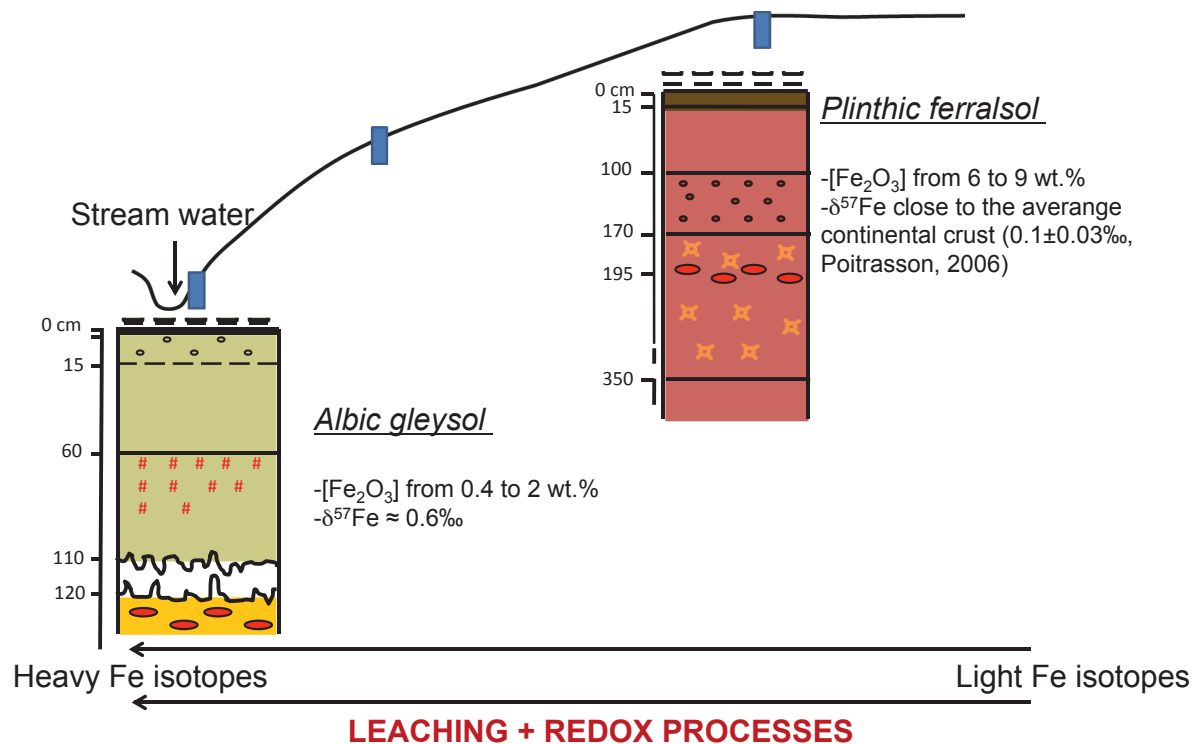 0 cm
15
100
170
195
350
Plinthic ferralsol
-[Fe₂O₃] from 6 to 9 wt.%
-δ⁵⁷Fe close to the averange
continental crust (0.1±0.03‰,
Poitrasson, 2006)
Stream water
0 cm
15
60
110
120
# # # # #
# # # #
# #
Albic gleysol
-[Fe₂O₃] from 0.4 to 2 wt.%
-δ⁵⁷Fe ≈ 0.6‰
Heavy Fe isotopes
Light Fe isotopes
LEACHING + REDOX PROCESSES